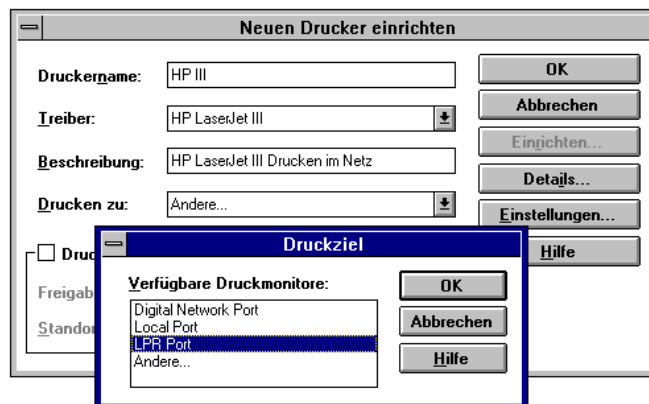 Neuen Drucker einrichten
Druckername: HP III OK
Treiber: HP LaserJet III Abbrechen
Einrichten...
Beschreibung: HP LaserJet III Drucken im Netz
Details...
Drucken zu: Andere...
Einstellungen...
Hilfe
Druckziel
Verfügbare Druckmonitore:
Digital Network Port
Local Port
LPR Port
Andere...
OK
Abbrechen
Hilfe